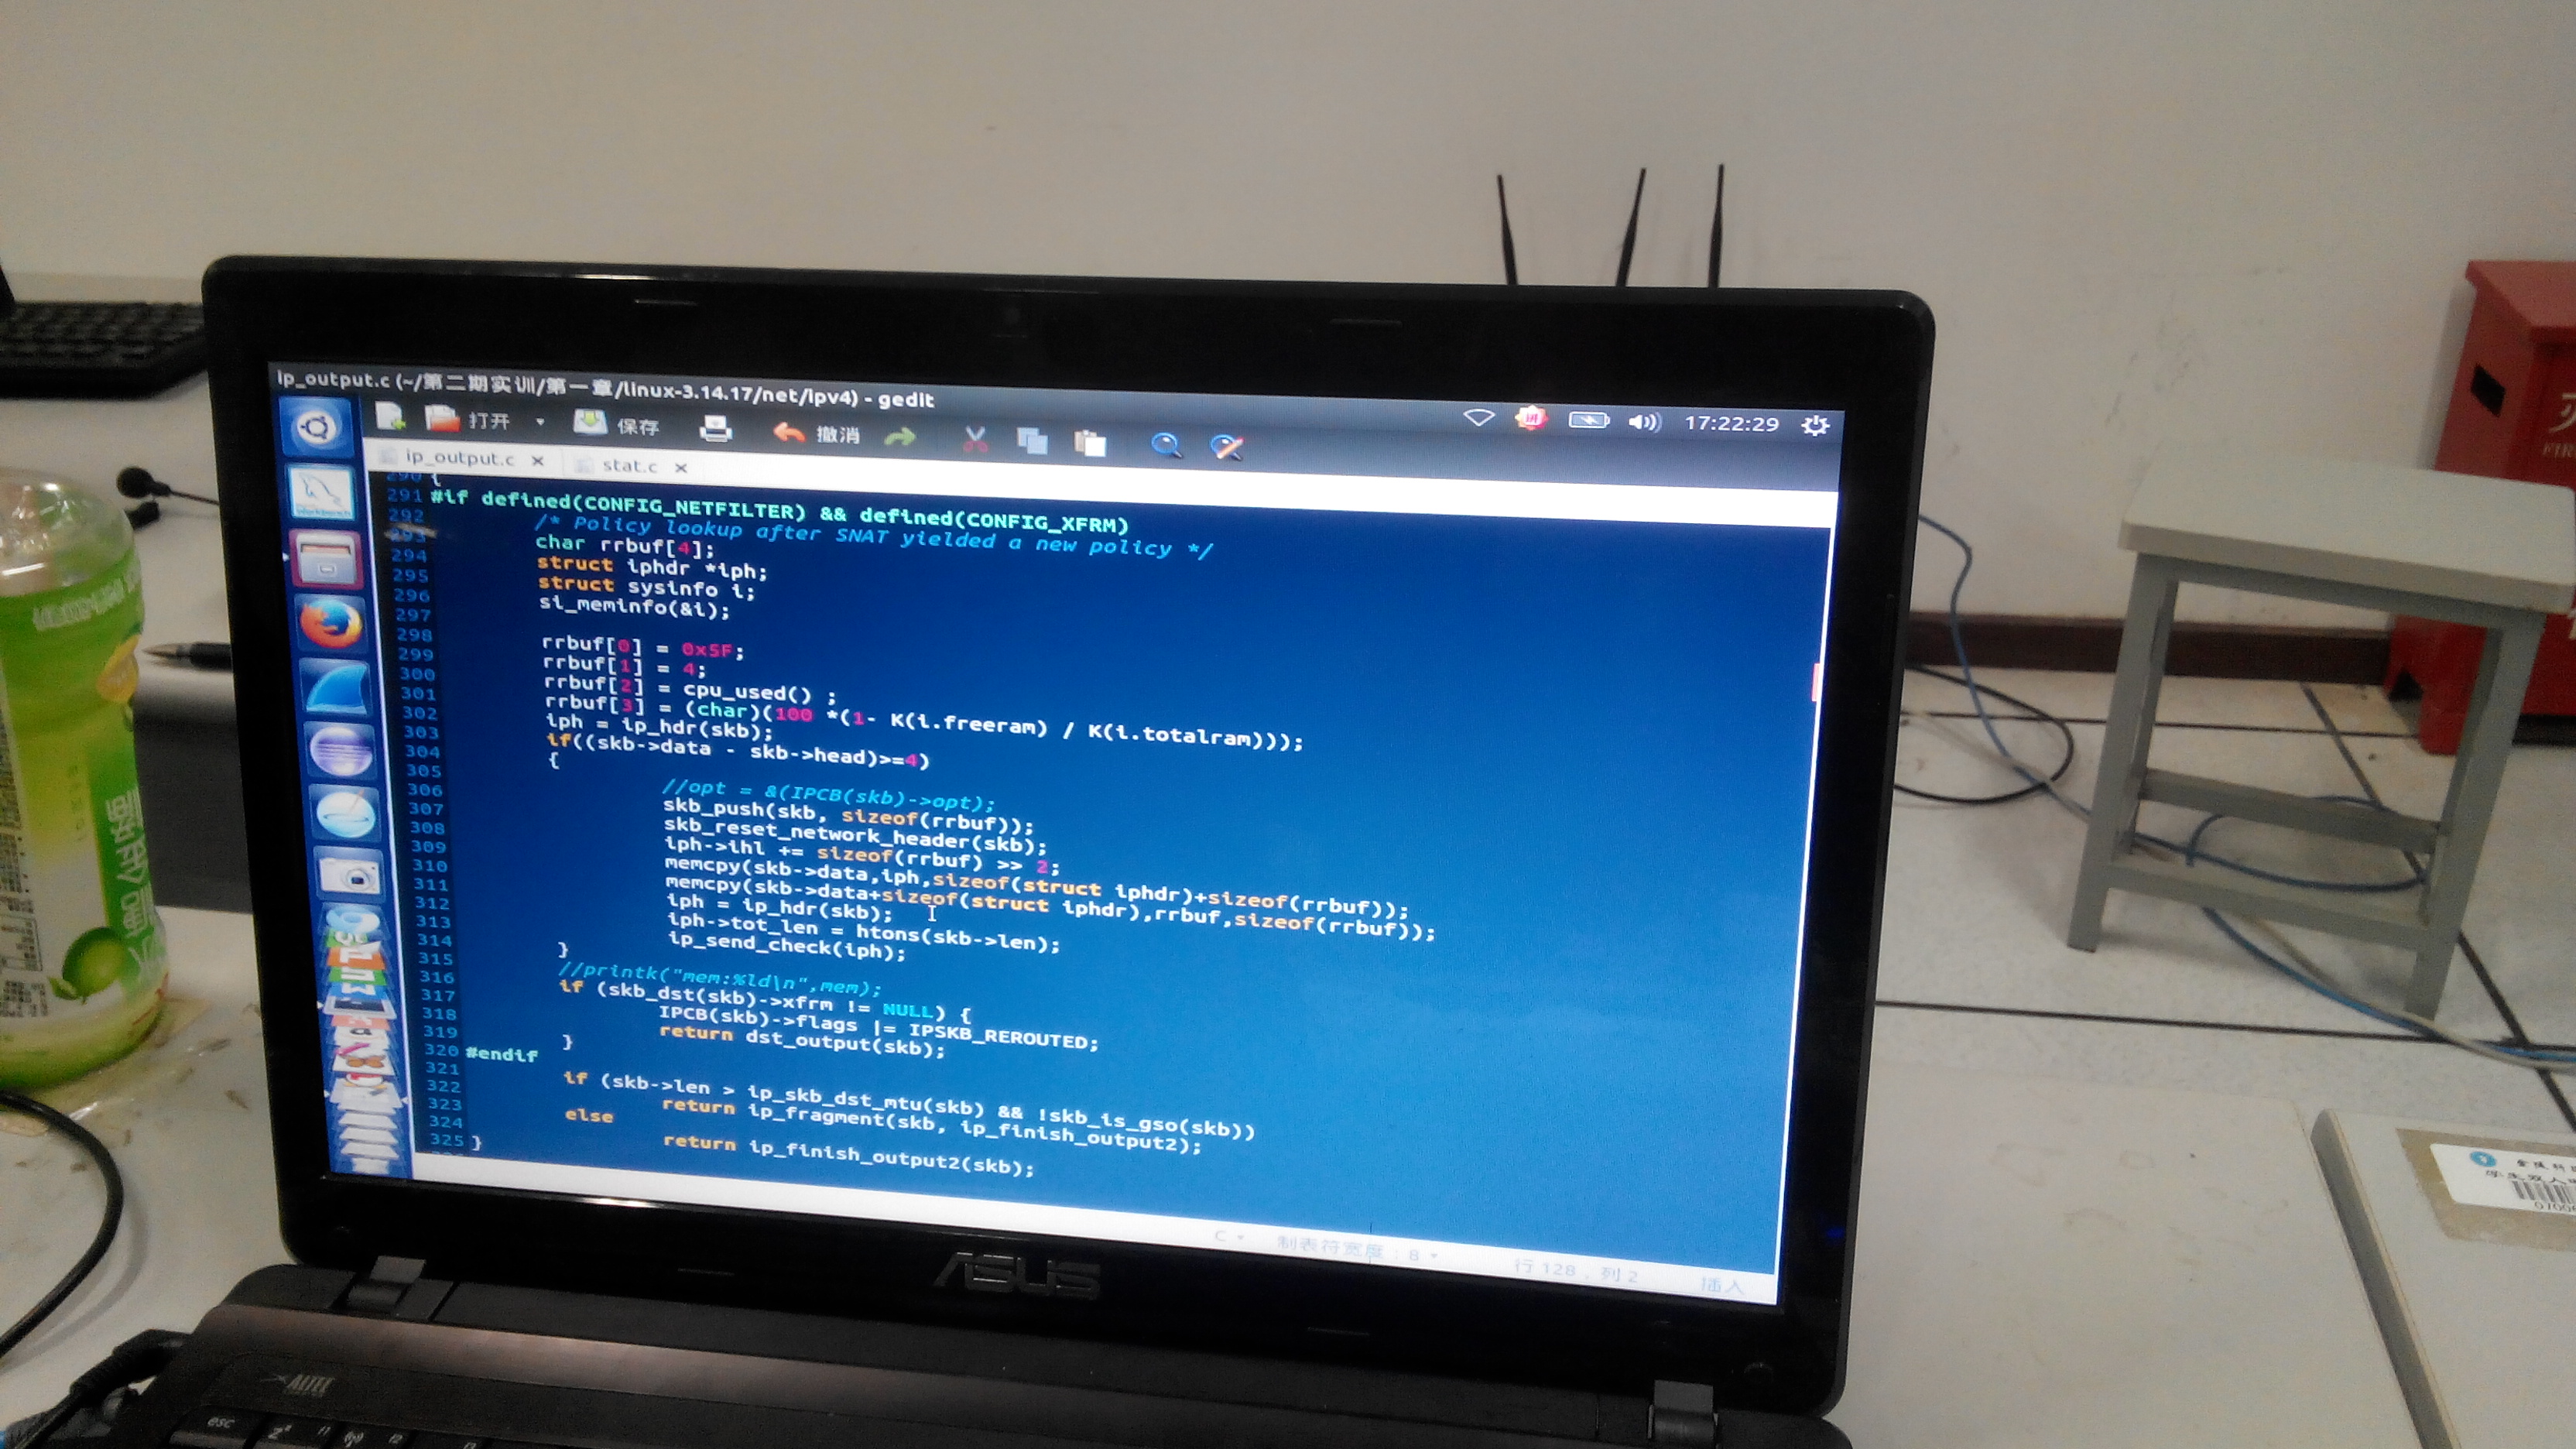 ip_output.c (~/第二期实训/第一章/linux-3.14.17/net/ipv4) - gedit
打开 保存 撤消 17:22:29
ip_output.c × stat.c ×
290 {
291 #if defined(CONFIG_NETFILTER) && defined(CONFIG_XFRM)
292 /* Policy lookup after SNAT yielded a new policy */
293 char rrbuf[4];
294 struct iphdr *iph;
295 struct sysinfo i;
296 si_meminfo(&i);
297
298 rrbuf[0] = 0x5F;
299 rrbuf[1] = 4;
300 rrbuf[2] = cpu_used() ;
301 rrbuf[3] = (char)(100 *(1- K(i.freeram) / K(i.totalram)));
302 iph = ip_hdr(skb);
303 if((skb->data - skb->head)>=4)
304 {
305
306 //opt = &(IPCB(skb)->opt);
307 skb_push(skb, sizeof(rrbuf));
308 skb_reset_network_header(skb);
309 iph->ihl += sizeof(rrbuf) >> 2;
310 memcpy(skb->data,iph,sizeof(struct iphdr)+sizeof(rrbuf));
311 memcpy(skb->data+sizeof(struct iphdr),rrbuf,sizeof(rrbuf));
312 iph = ip_hdr(skb);
313 iph->tot_len = htons(skb->len);
314 ip_send_check(iph);
315 }
316 //printk("mem:%ld\n",mem);
317 if (skb_dst(skb)->xfrm != NULL) {
318 IPCB(skb)->flags |= IPSKB_REROUTED;
319 return dst_output(skb);
320 }
#endif
321
322 if (skb->len > ip_skb_dst_mtu(skb) && !skb_is_gso(skb))
323 return ip_fragment(skb, ip_finish_output2);
324 else
325 return ip_finish_output2(skb);
}
C 制表符宽度：8 行 128，列 2 插入
ASUS
ALTEC
esc
FIRE